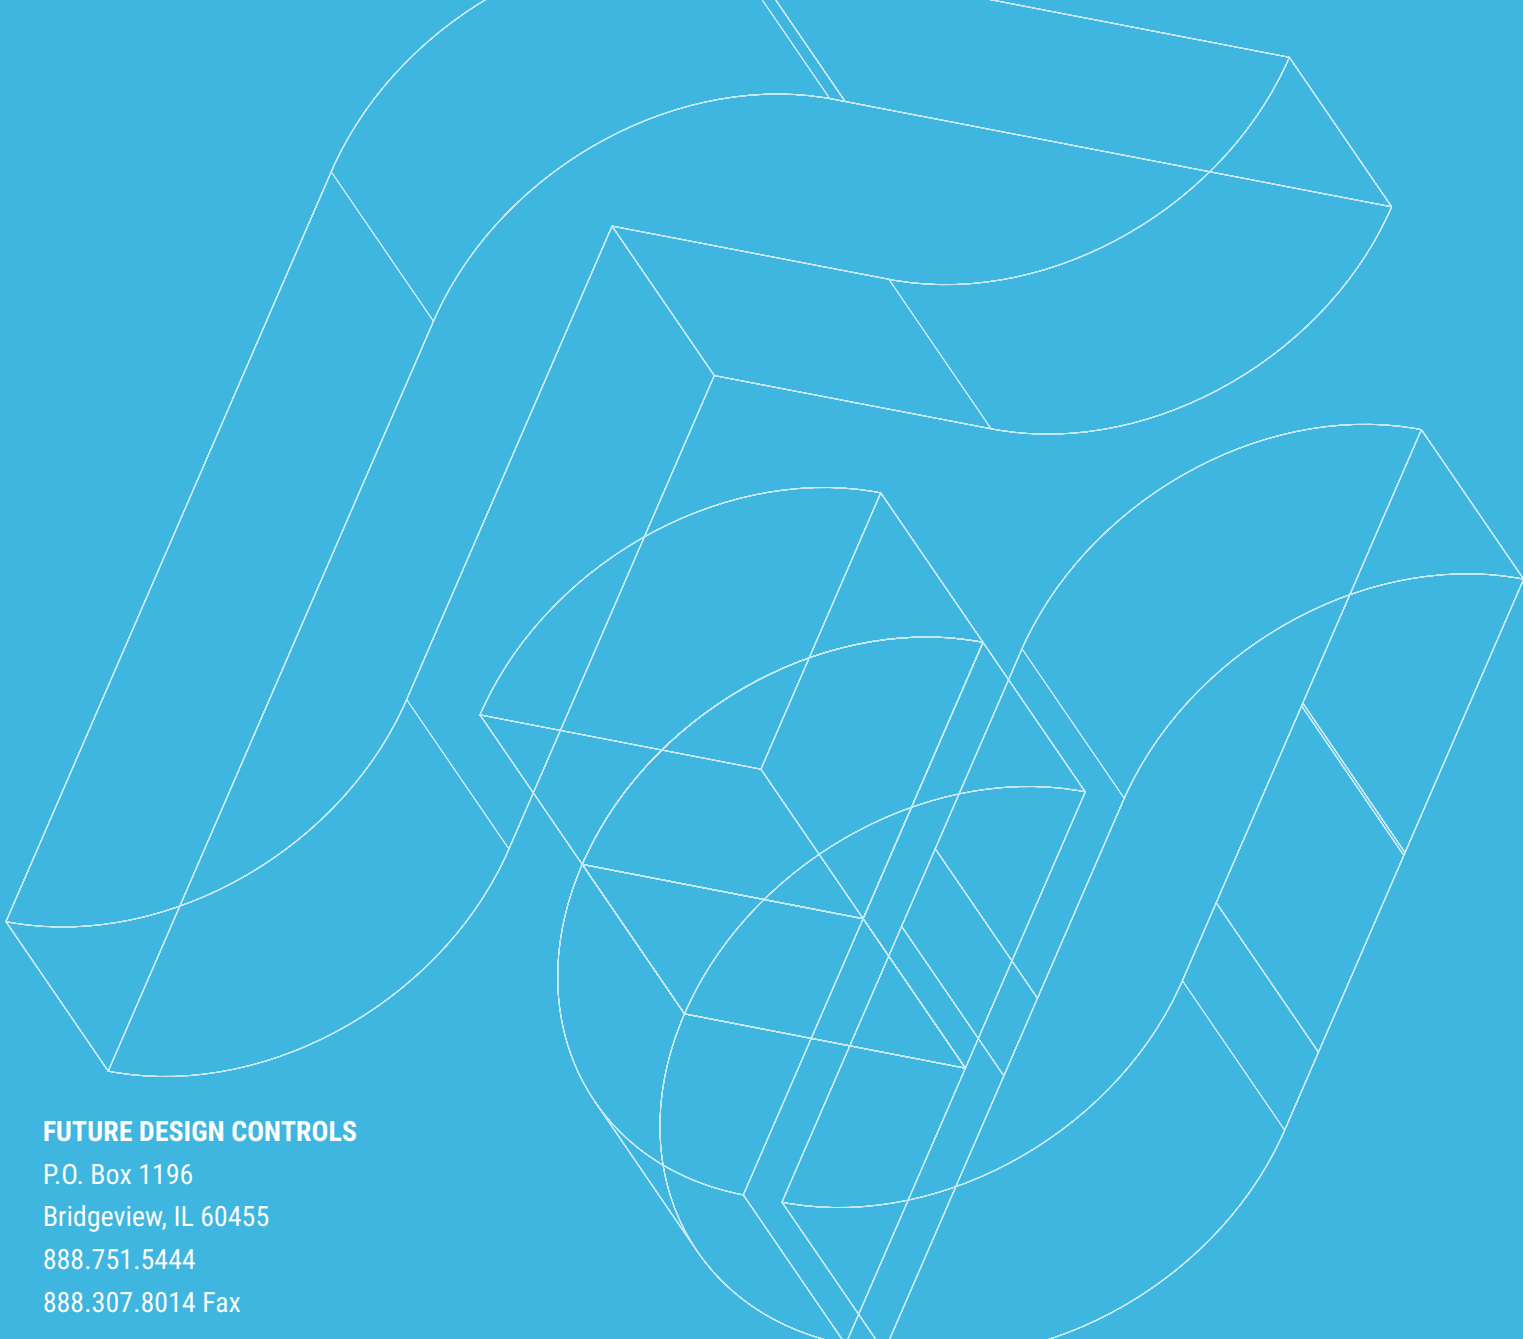 FUTURE DESIGN CONTROLS
P.O. Box 1196
Bridgeview, IL 60455
888.751.5444
888.307.8014 Fax